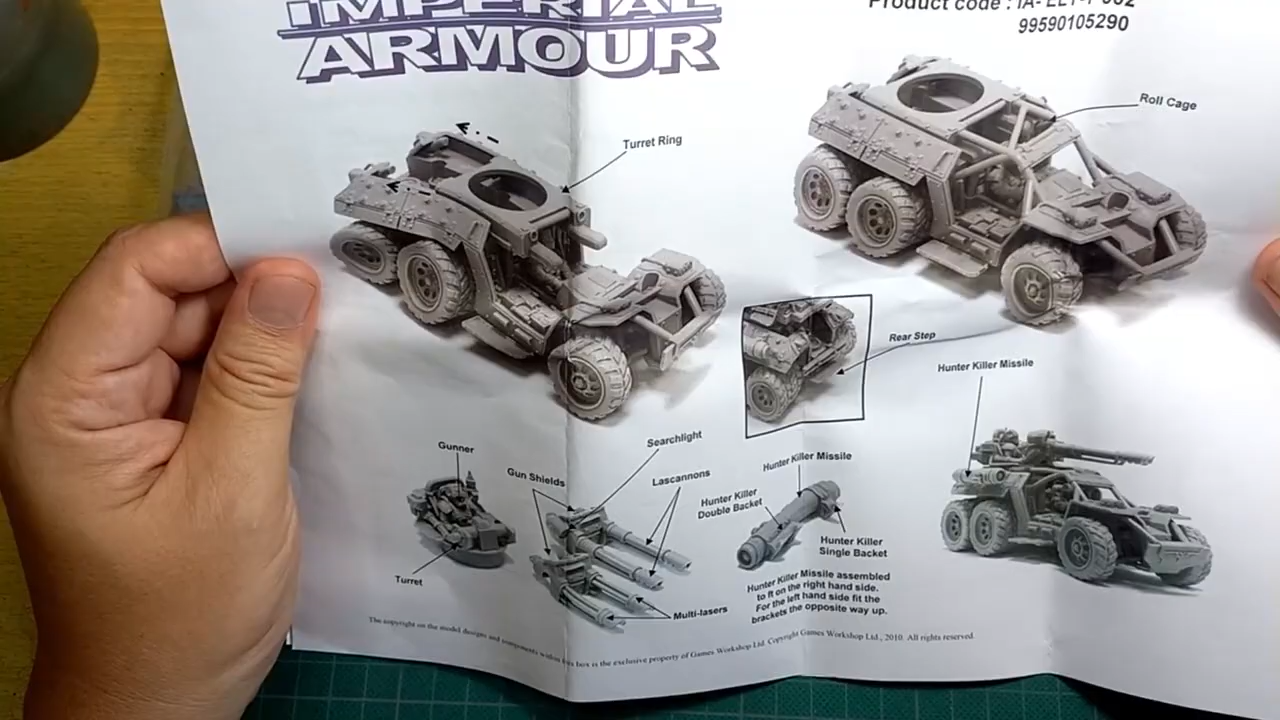 IMPERIAL
ARMOUR
Product code :
99590105290
Roll Cage
Turret Ring
Rear Step
Hunter Killer Missile
Gunner
Searchlight
Gun Shields
Lascannons
Hunter Killer Missile
Hunter Killer
Double Backet
Hunter Killer
Single Backet
Turret
Multi-lasers
Hunter Killer Missile assembled
to ft on the right hand side.
For the left hand side fit the
brackets the opposite way up.
The copyright on the model designs and components within this box is the exclusive property of Games Workshop Ltd. Copyright Games Workshop Ltd., 2010. All rights reserved.